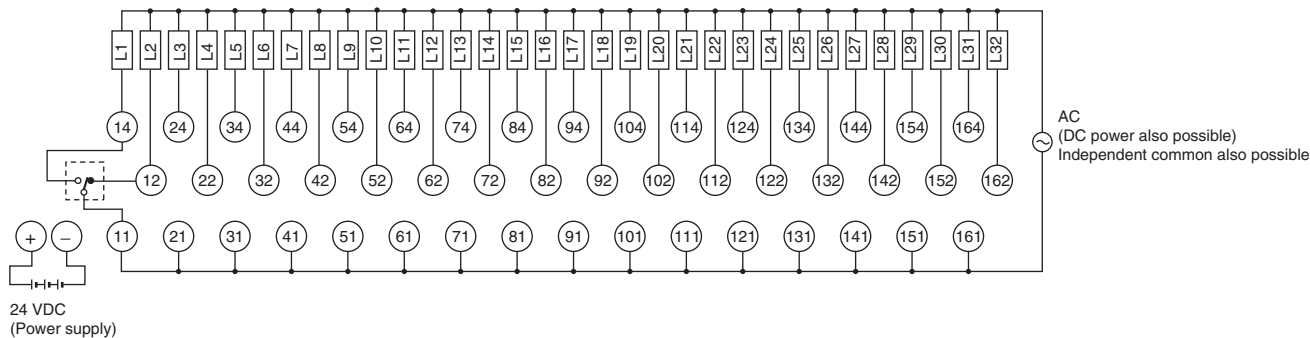 L1 L2 L3 L4 L5 L6 L7 L8 L9 L10 L11 L12 L13 L14 L15 L16 L17 L18 L19 L20 L21 L22 L23 L24 L25 L26 L27 L28 L29 L30 L31 L32
14 24 34 44 54 64 74 84 94 104 114 124 134 144 154 164
AC
(DC power also possible)
Independent common also possible
12 22 32 42 52 62 72 82 92 102 112 122 132 142 152 162
+ − 11 21 31 41 51 61 71 81 91 101 111 121 131 141 151 161
24 VDC
(Power supply)